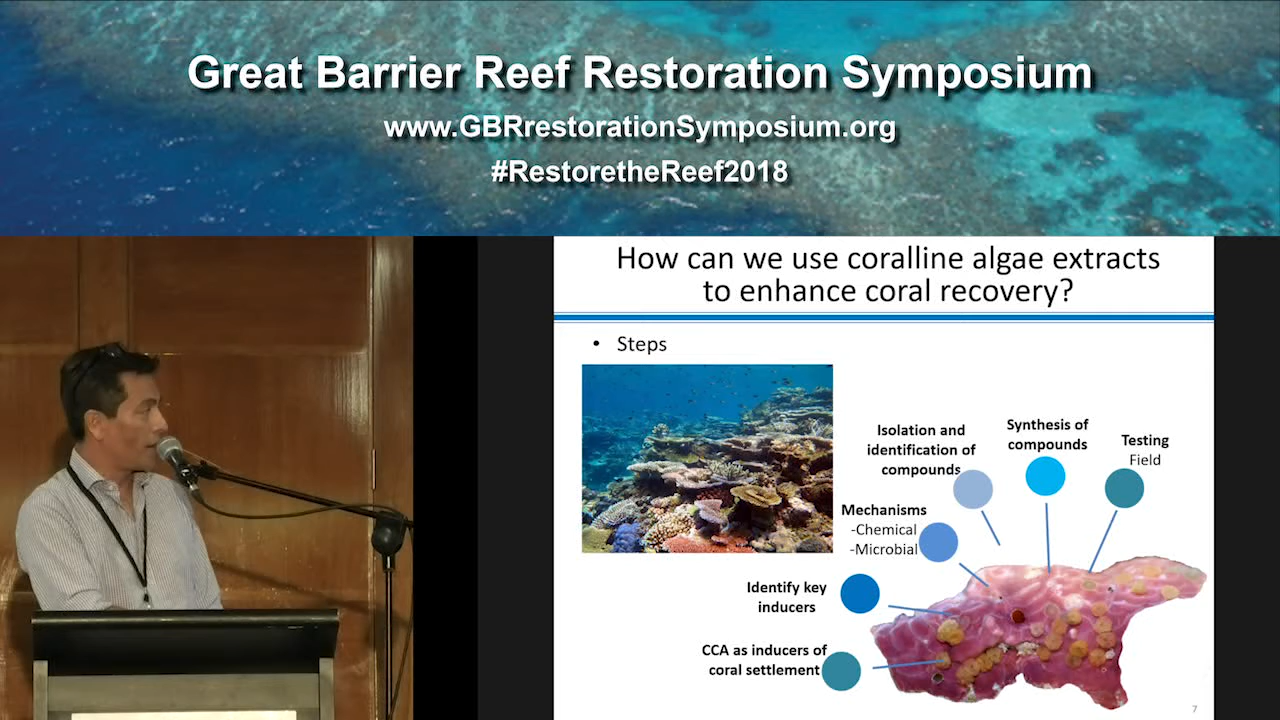 Great Barrier Reef Restoration Symposium
www.GBRrestorationSymposium.org
#RestoretheReef2018
How can we use coralline algae extracts
to enhance coral recovery?
• Steps
Isolation and
identification of
compounds
Synthesis of
compounds
Testing
Field
Mechanisms
-Chemical
-Microbial
Identify key
inducers
CCA as inducers of
coral settlement
7